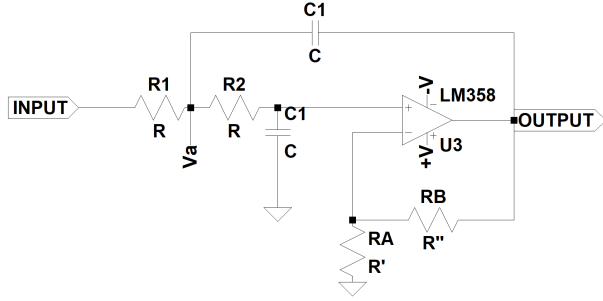 C1
C
INPUT
R1
R
R2
R
Va
C1
C
-V
LM358
U3
+V
OUTPUT
RB
R"
RA
R'